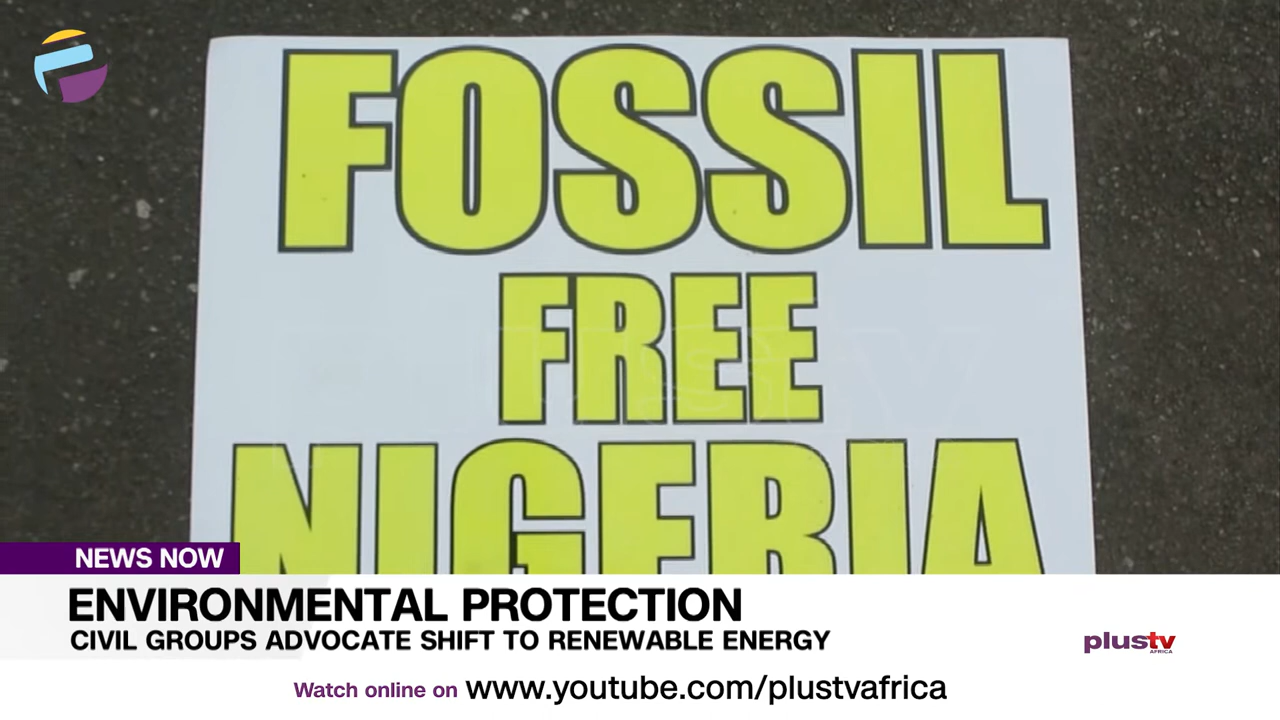 FOSSIL
FREE
NIGERIA
NEWS NOW
ENVIRONMENTAL PROTECTION
CIVIL GROUPS ADVOCATE SHIFT TO RENEWABLE ENERGY
plustv
AFRICA
Watch online on www.youtube.com/plustvafrica